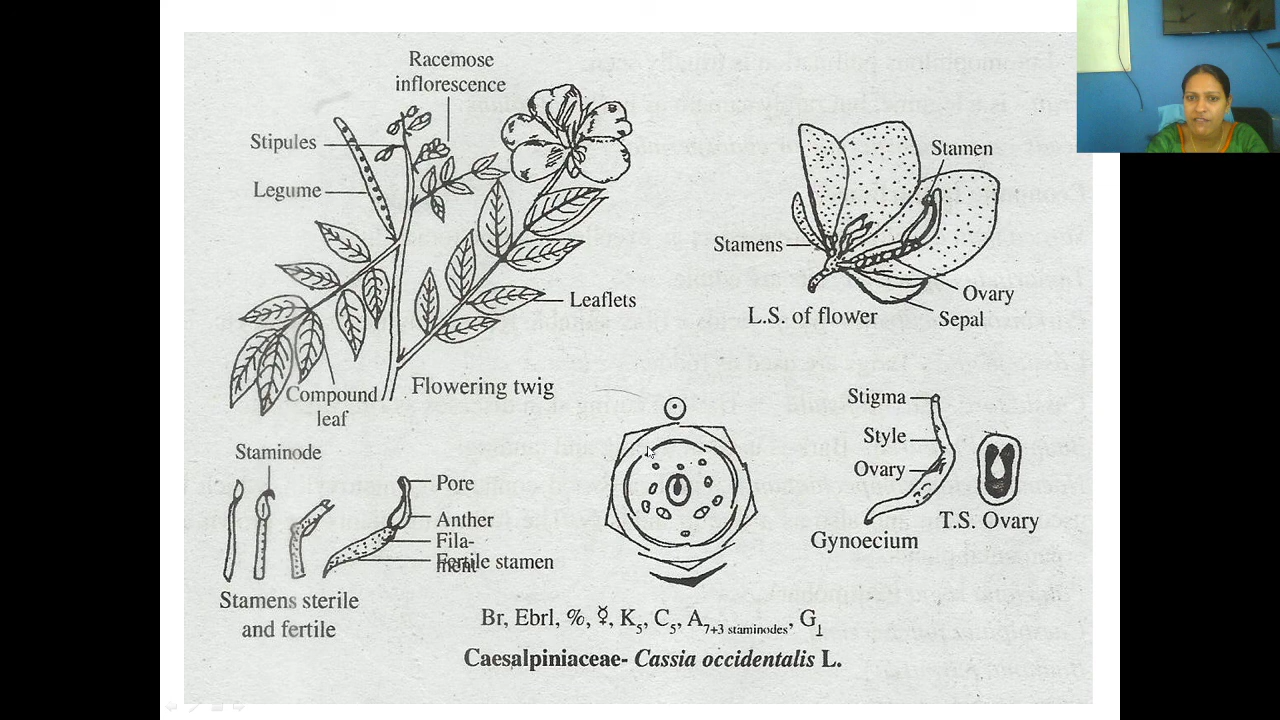 Racemose
inflorescence
Stipules
Legume
Leaflets
Compound
leaf
Flowering twig
Stamen
Stamens
Ovary
Sepal
L.S. of flower
Staminode
Pore
Anther
Fila-
ment
Fertile stamen
Stamens sterile
and fertile
Stigma
Style
Ovary
Gynoecium
T.S. Ovary
Br, Ebrl, %, ⚥, K5, C5, A7+3 staminodes, G1
Caesalpiniaceae- Cassia occidentalis L.